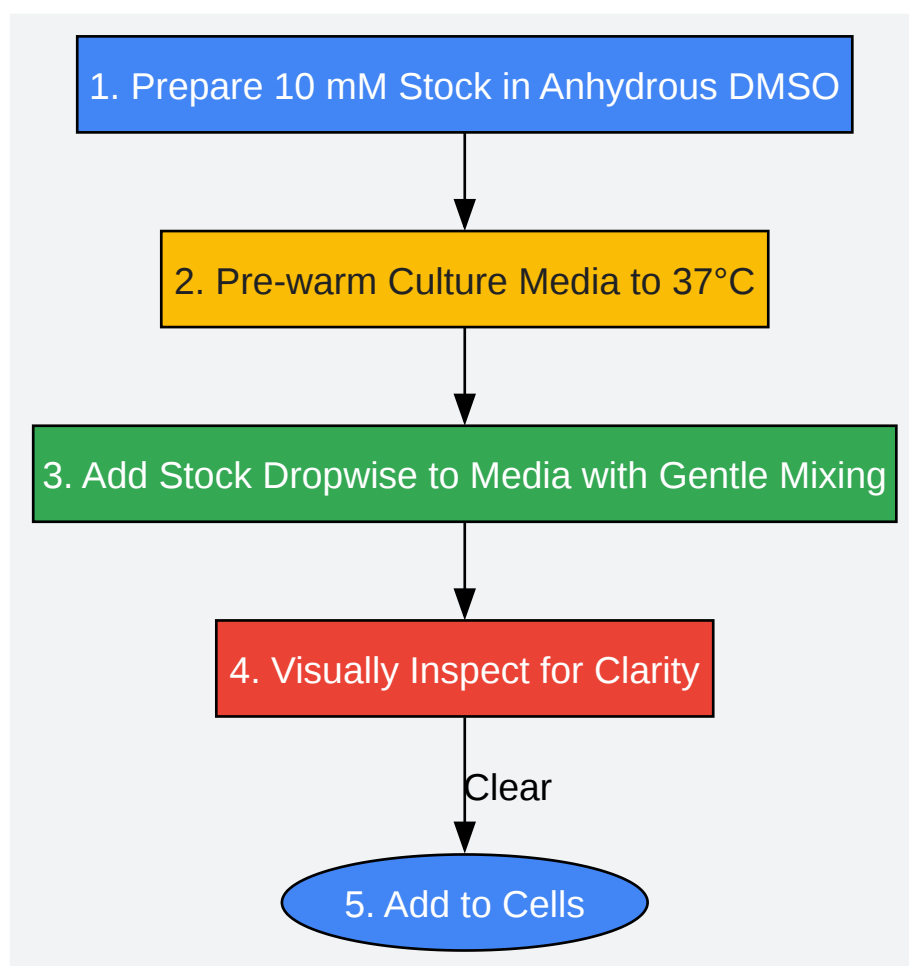 1. Prepare 10 mM Stock in Anhydrous DMSO
2. Pre-warm Culture Media to 37°C
3. Add Stock Dropwise to Media with Gentle Mixing
4. Visually Inspect for Clarity
Clear
5. Add to Cells